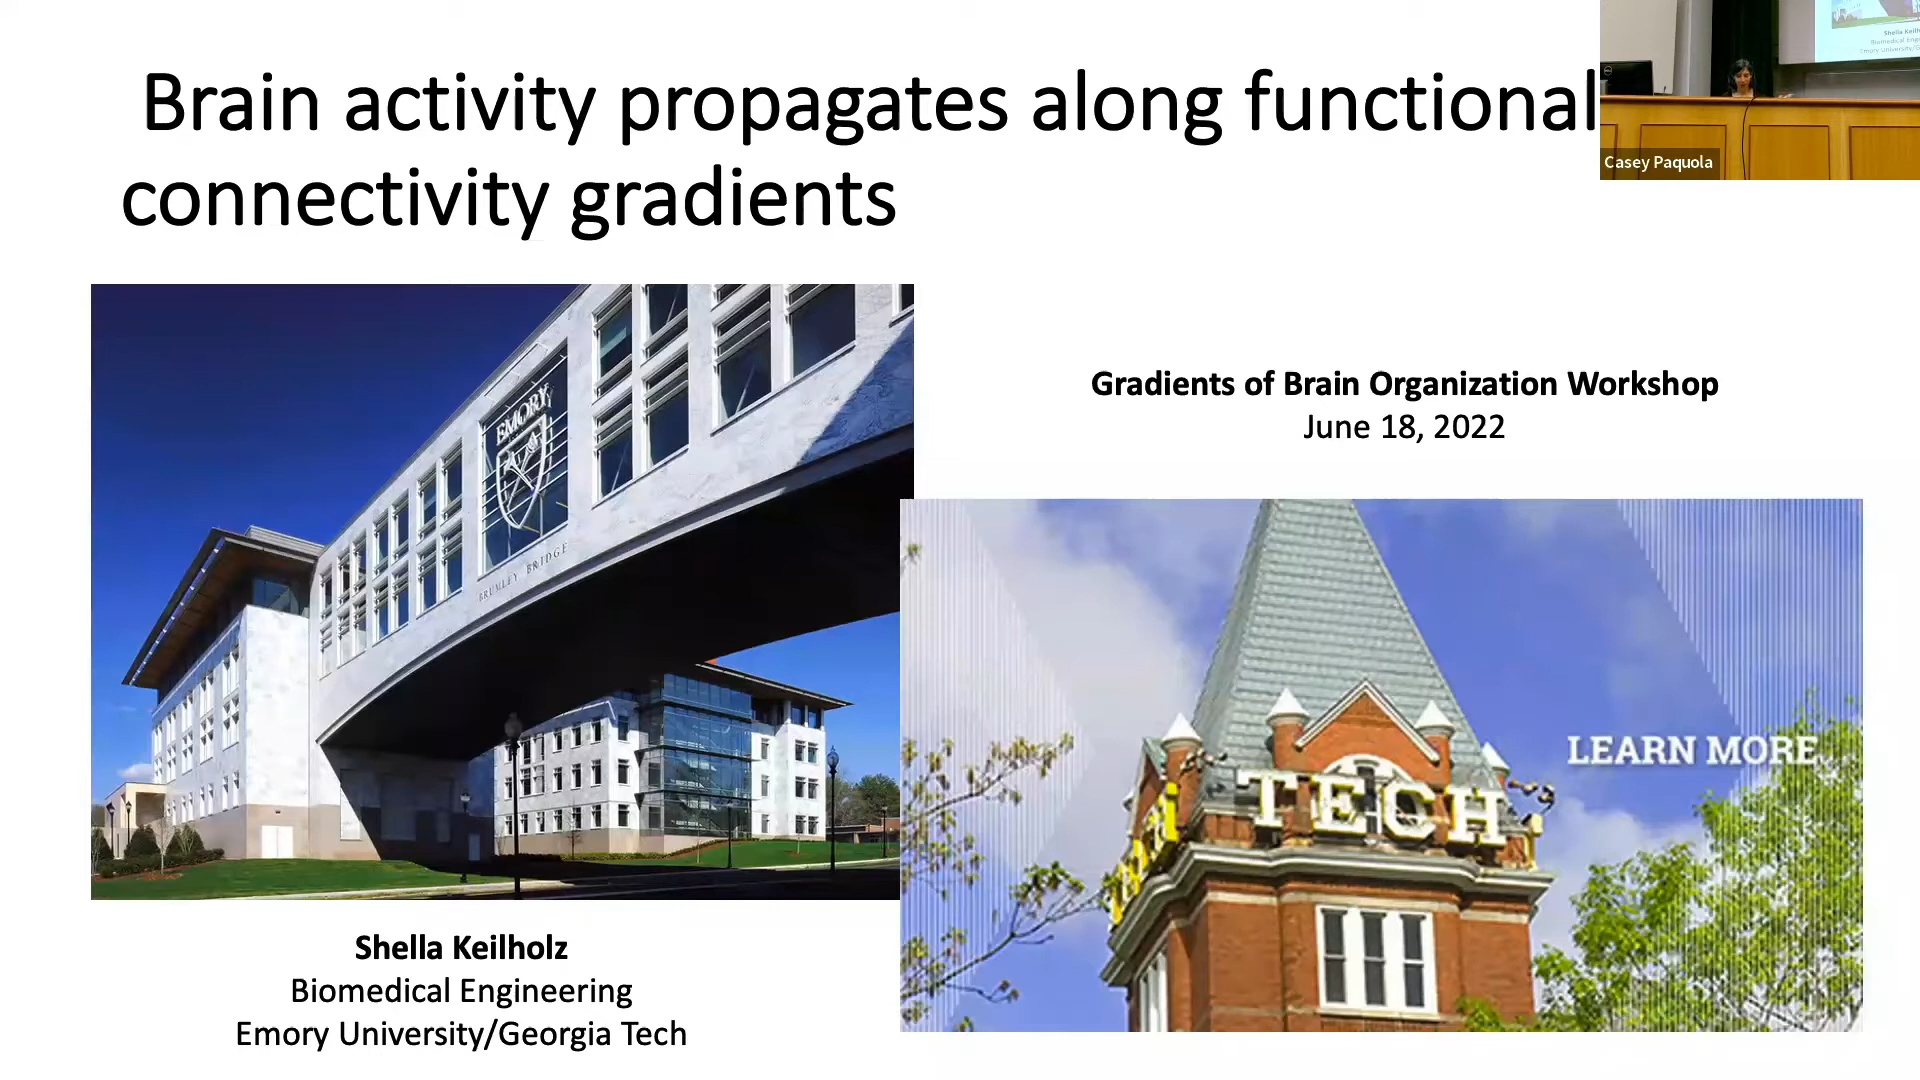 Brain activity propagates along functional
connectivity gradients
Casey Paquola
Gradients of Brain Organization Workshop
June 18, 2022
EMORY
BRUMLEY BRIDGE
LEARN MORE
TECH
Shella Keilholz
Biomedical Engineering
Emory University/Georgia Tech